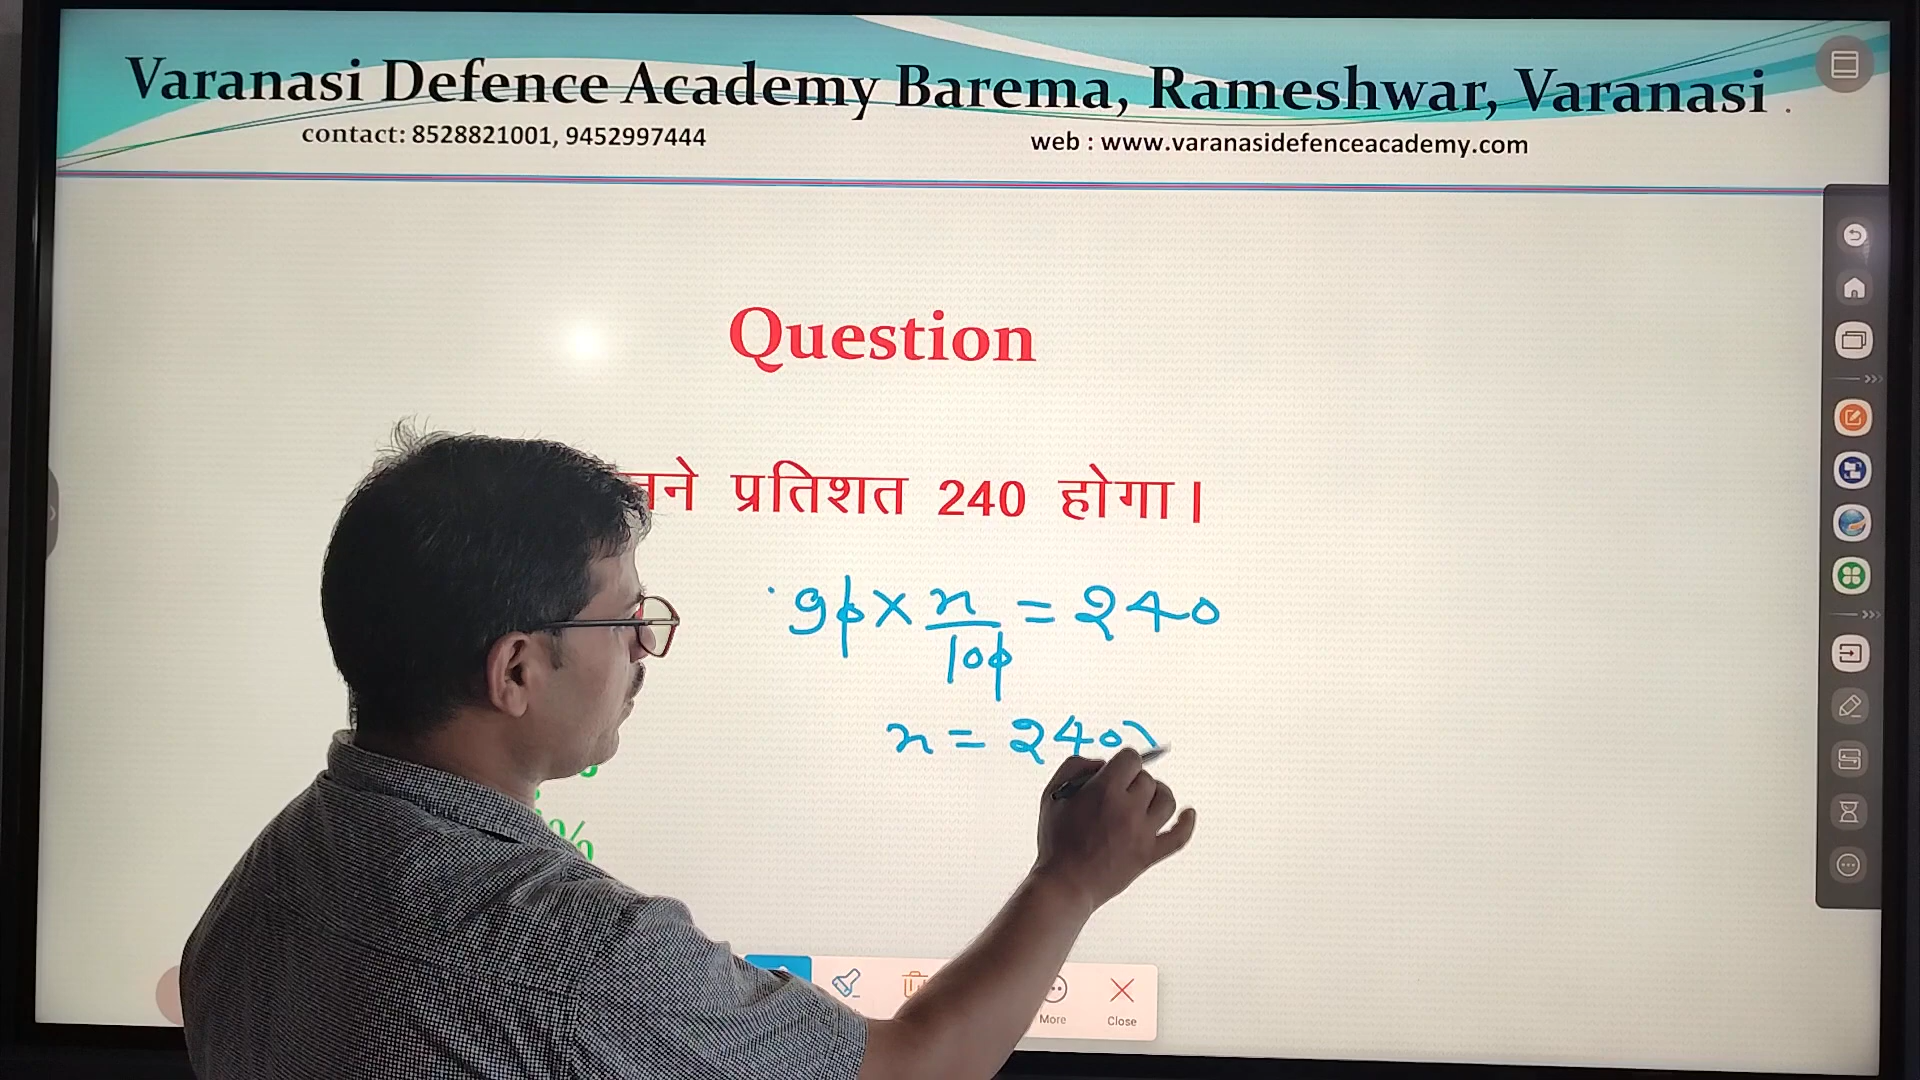 Varanasi Defence Academy Barema, Rameshwar, Varanasi .
contact: 8528821001, 9452997444
web : www.varanasidefenceacademy.com
Question
प्रतिशत 240 होगा।
90 × x/100 = 240
x = 240
%
More
Close